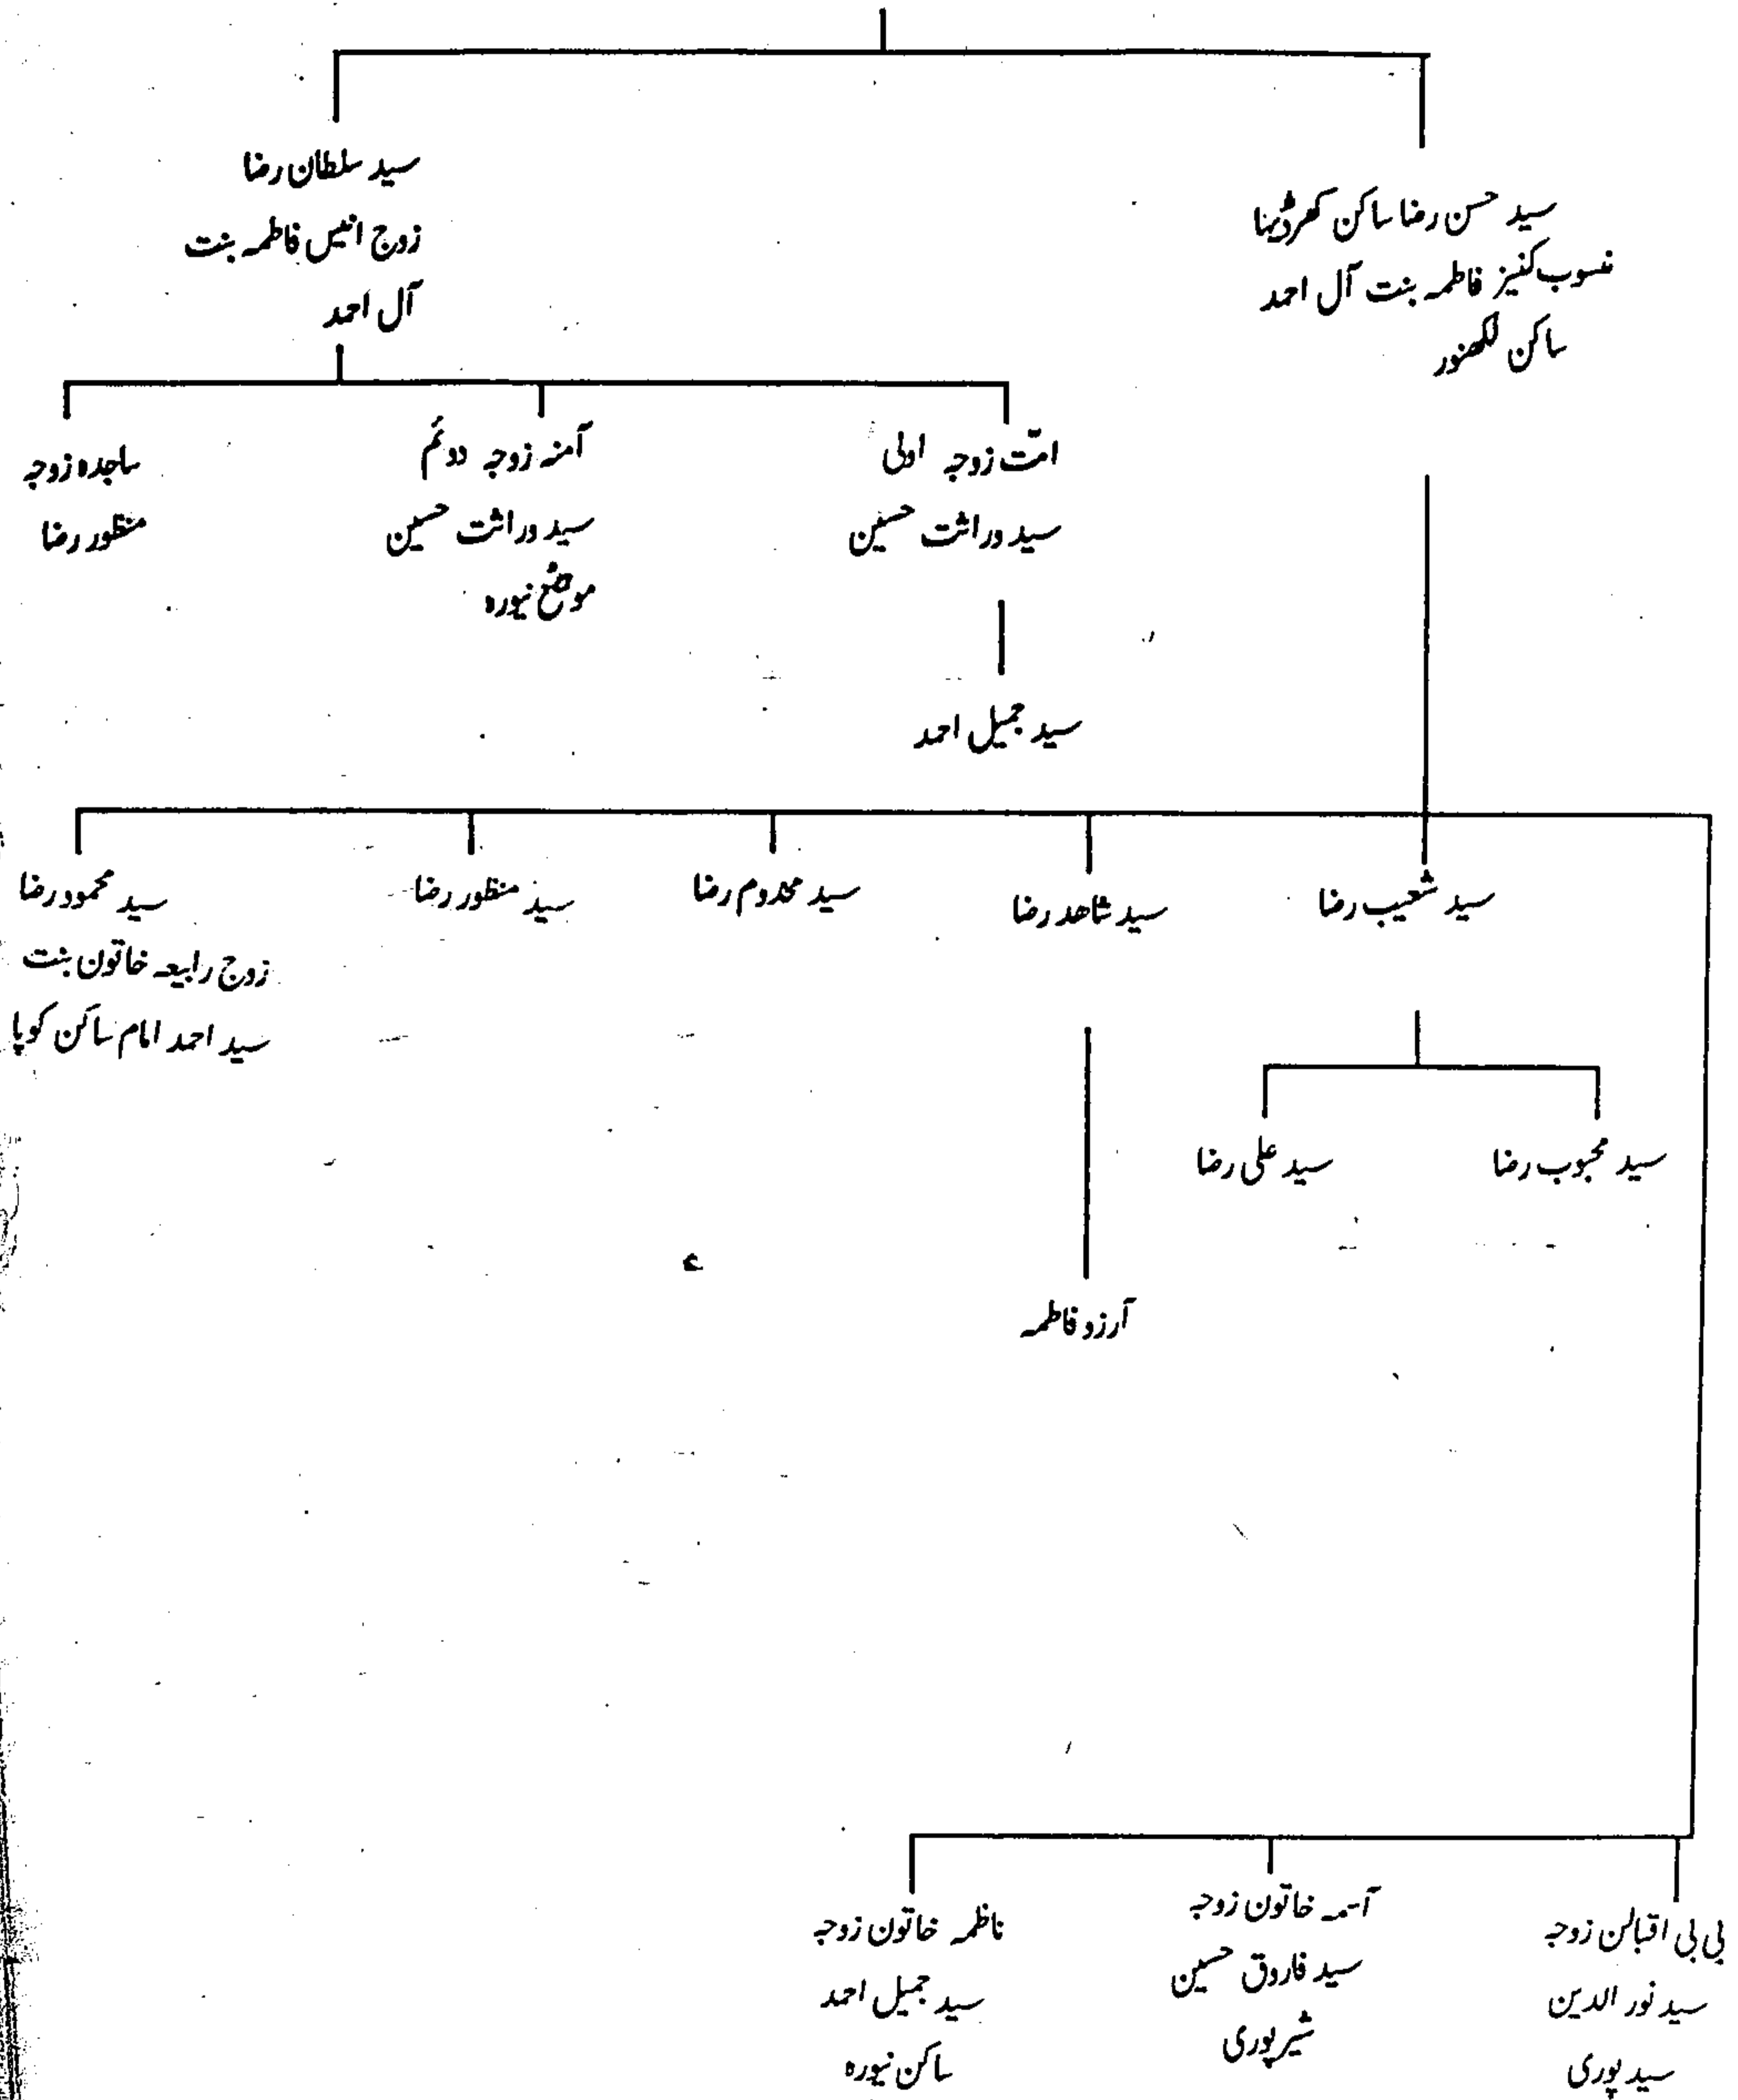 سید حسن رضا ساکن کھرڈیہا
منسوب کنیز فاطمہ بنت آل احمد
ساکن لکھنور
سید سلطان رضا
زوج انیس فاطمہ بنت
آل احمد
امّت زوجہ اولی
سید وراثت حسین
آمنہ زوجہ دوئم
سید وراثت حسین
موضع نیورہ
ساجدہ زوجہ
منظور رضا
سید جمیل احمد
سید شعیب رضا
سید شاھد رضا
سید مخدوم رضا
سید منظور رضا
سید محمود رضا
زوج رابعہ خاتون بنت
سید احمد امام ساکن کوپا
سید محبوب رضا
سید علی رضا
آرزو فاطمہ
بی بی اقبالن زوجہ
سید نور الدین
سید پوری
آسمہ خاتون زوجہ
سید فاروق حسین
شیرپوری
ناظمہ خاتون زوجہ
سید جمیل احمد
ساکن نیورہ